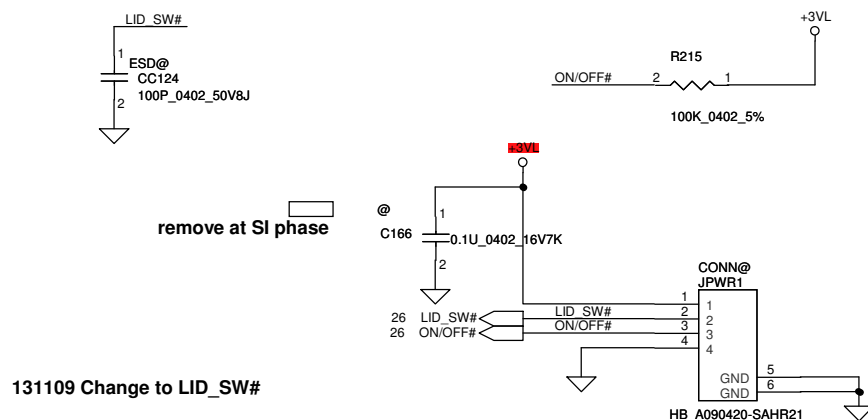 LID_SW#
1
ESD@
CC124
100P_0402_50V8J
2
+3VL
R215
ON/OFF#
2
1
100K_0402_5%
+3VL
remove at SI phase
@
1
C166
0.1U_0402_16V7K
2
CONN@
JPWR1
1
1
26
LID_SW#
LID_SW#
2
2
26
ON/OFF#
ON/OFF#
3
3
4
4
GND
5
GND
6
131109 Change to LID_SW#
HB_A090420-SAHR21